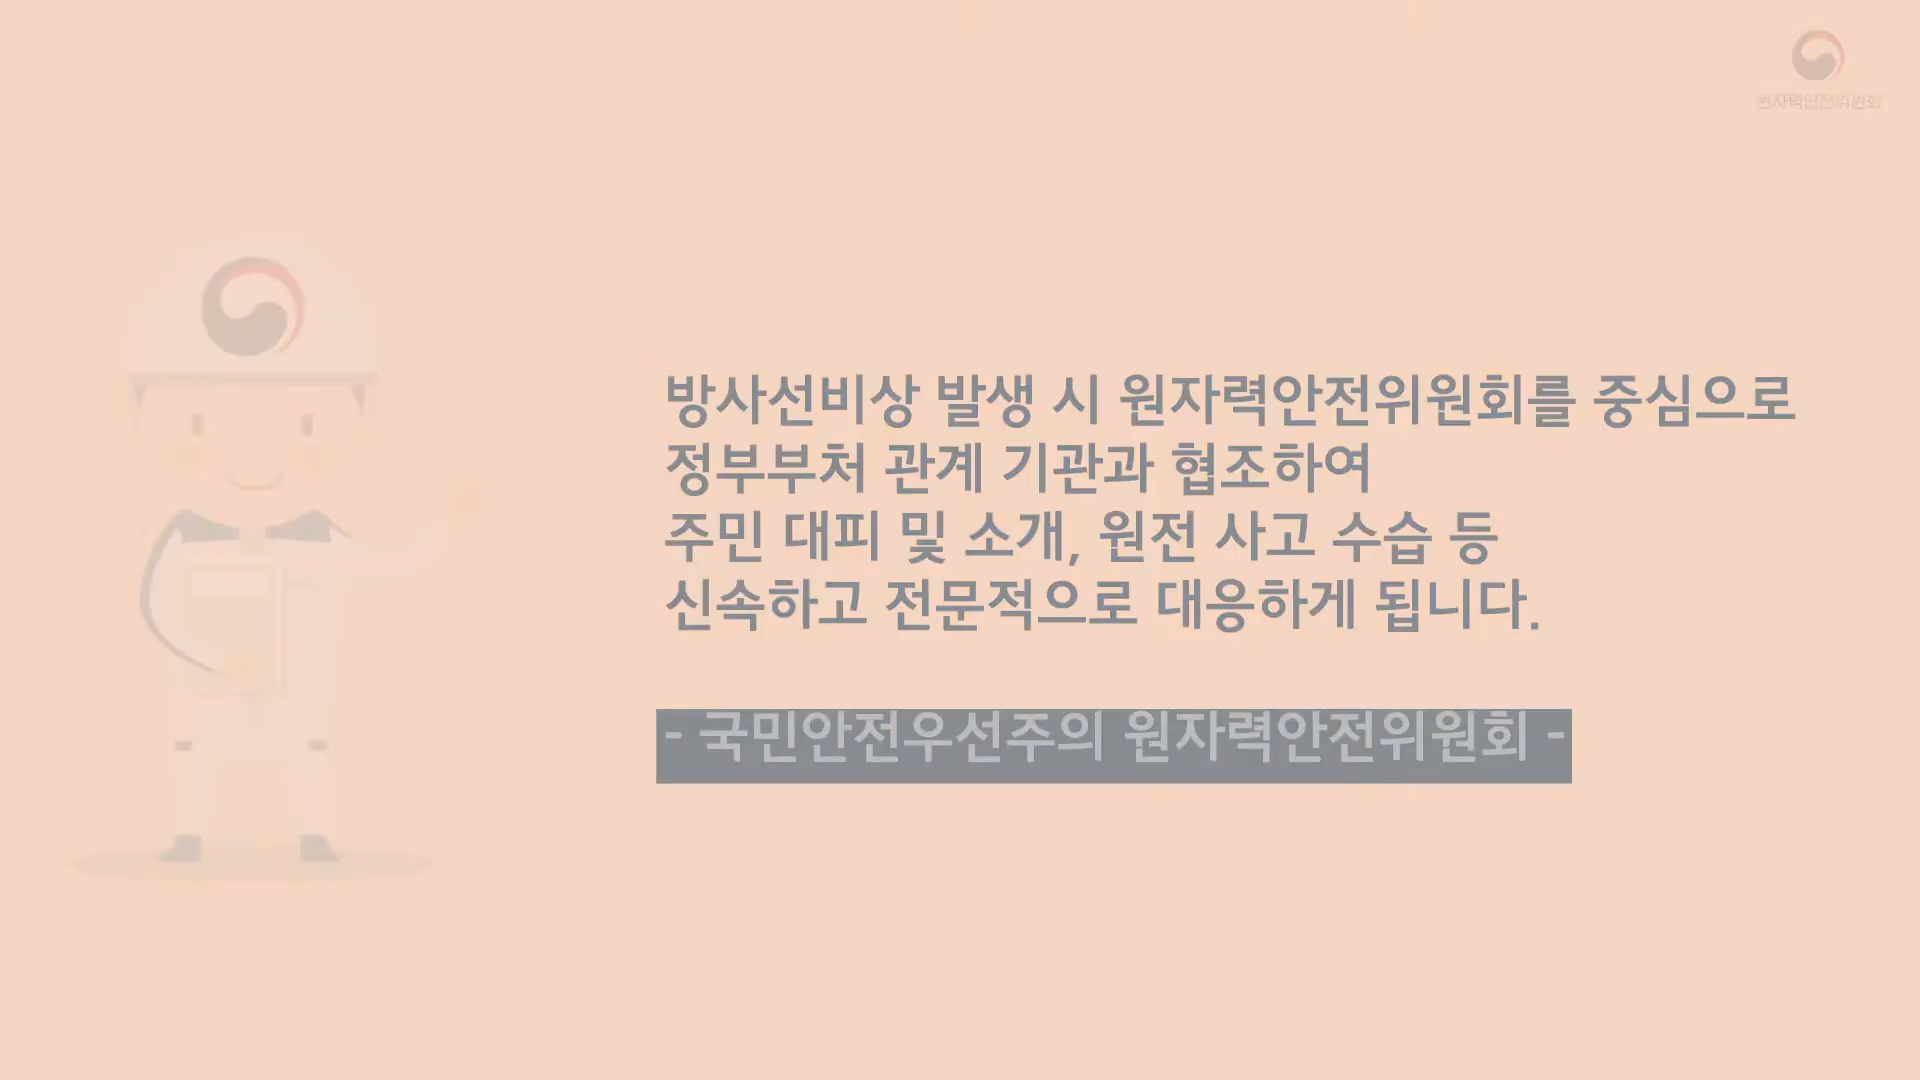 원자력안전위원회
방사선비상 발생 시 원자력안전위원회를 중심으로
정부부처 관계 기관과 협조하여
주민 대피 및 소개, 원전 사고 수습 등
신속하고 전문적으로 대응하게 됩니다.
- 국민안전우선주의 원자력안전위원회 -